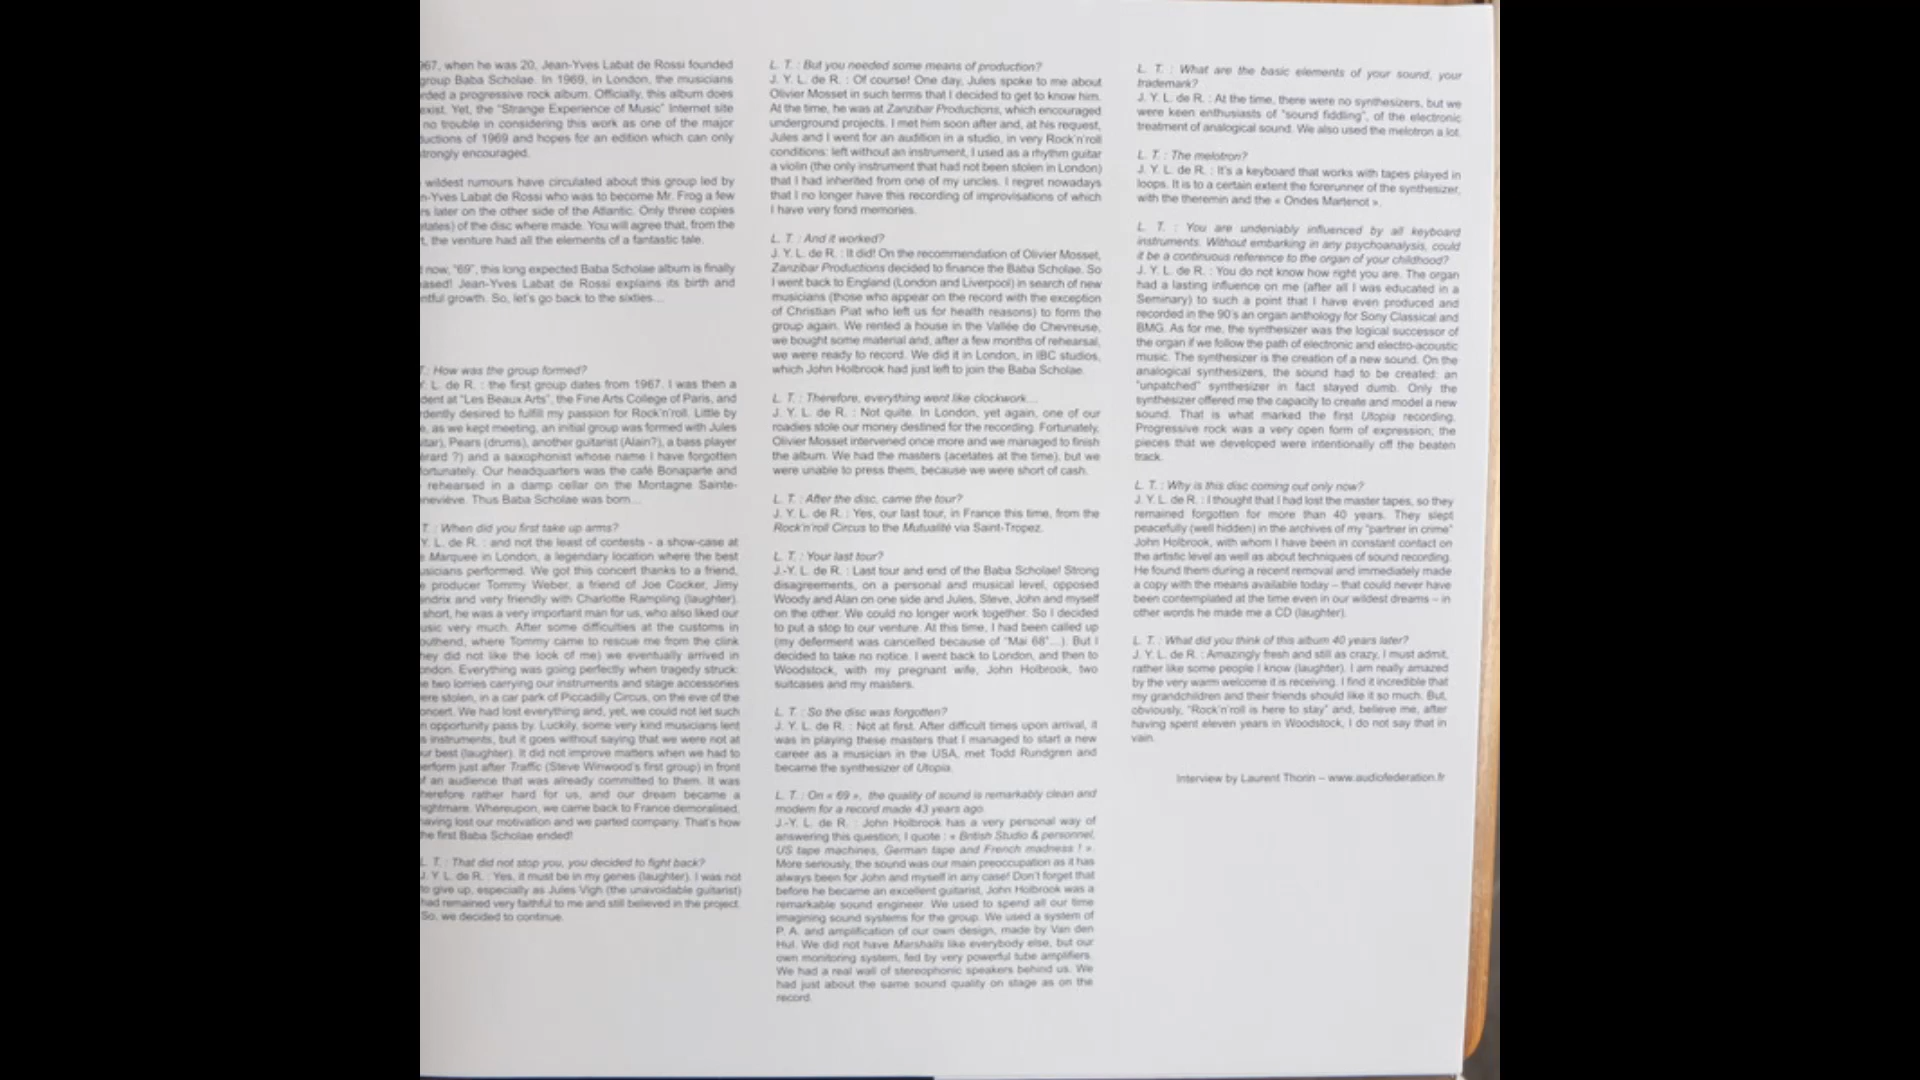 967, when he was 20, Jean-Yves Labat de Rossi founded
group Baba Scholae. In 1969, in London, the musicians
rded a progressive rock album. Officially, this album does
exist. Yet, the "Strange Experience of Music" Internet site
no trouble in considering this work as one of the major
uctions of 1969 and hopes for an edition which can only
trongly encouraged.
wildest rumours have circulated about this group led by
n-Yves Labat de Rossi who was to become Mr. Frog a few
rs later on the other side of the Atlantic. Only three copies
etates) of the disc where made. You will agree that, from the
t, the venture had all the elements of a fantastic tale.
now, "69", this long expected Baba Scholae album is finally
eased! Jean-Yves Labat de Rossi explains its birth and
ntful growth. So, let's go back to the sixties...
T.: How was the group formed?
Y. L. de R. : the first group dates from 1967. I was then a
dent at "Les Beaux Arts", the Fine Arts College of Paris, and
rdently desired to fulfill my passion for Rock'n'roll. Little by
e, as we kept meeting, an initial group was formed with Jules
itar), Pears (drums), another guitarist (Alain?), a bass player
erard ?) and a saxophonist whose name I have forgotten
fortunately. Our headquarters was the café Bonaparte and
rehearsed in a damp cellar on the Montagne Sainte-
neviève. Thus Baba Scholae was born...
T. : When did you first take up arms?
Y. L. de R. : and not the least of contests - a show-case at
e Marquee in London, a legendary location where the best
usicians performed. We got this concert thanks to a friend,
e producer Tommy Weber, a friend of Joe Cocker, Jimy
endrix and very friendly with Charlotte Rampling (laughter).
short, he was a very important man for us, who also liked our
usic very much. After some difficulties at the customs in
outhend, where Tommy came to rescue me from the clink
hey did not like the look of me) we eventually arrived in
ondon. Everything was going perfectly when tragedy struck:
e two lorries carrying our instruments and stage accessories
ere stolen, in a car park of Piccadilly Circus, on the eve of the
oncert. We had lost everything and, yet, we could not let such
n opportunity pass by. Luckily, some very kind musicians lent
s instruments, but it goes without saying that we were not at
ur best (laughter). It did not improve matters when we had to
erform just after Traffic (Steve Winwood's first group) in front
f an audience that was already committed to them. It was
herefore rather hard for us, and our dream became a
nightmare. Whereupon, we came back to France demoralised,
having lost our motivation and we parted company. That's how
he first Baba Scholae ended!
L. T. : That did not stop you, you decided to fight back?
J. Y. L. de R. : Yes, it must be in my genes (laughter). I was not
to give up, especially as Jules Vigh (the unavoidable guitarist)
had remained very faithful to me and still believed in the project.
So, we decided to continue.
L. T. : But you needed some means of production?
J. Y. L. de R. : Of course! One day, Jules spoke to me about
Olivier Mosset in such terms that I decided to get to know him.
At the time, he was at Zanzibar Productions, which encouraged
underground projects. I met him soon after and, at his request,
Jules and I went for an audition in a studio, in very Rock'n'roll
conditions: left without an instrument, I used as a rhythm guitar
a violin (the only instrument that had not been stolen in London)
that I had inherited from one of my uncles. I regret nowadays
that I no longer have this recording of improvisations of which
I have very fond memories.
L. T. : And it worked?
J. Y. L. de R. : It did! On the recommendation of Olivier Mosset,
Zanzibar Productions decided to finance the Baba Scholae. So
I went back to England (London and Liverpool) in search of new
musicians (those who appear on the record with the exception
of Christian Piat who left us for health reasons) to form the
group again. We rented a house in the Vallée de Chevreuse,
we bought some material and, after a few months of rehearsal,
we were ready to record. We did it in London, in IBC studios,
which John Holbrook had just left to join the Baba Scholae.
L. T. : Therefore, everything went like clockwork...
J. Y. L. de R. : Not quite. In London, yet again, one of our
roadies stole our money destined for the recording. Fortunately,
Olivier Mosset intervened once more and we managed to finish
the album. We had the masters (acetates at the time), but we
were unable to press them, because we were short of cash.
L. T. : After the disc, came the tour?
J. Y. L. de R. : Yes, our last tour, in France this time, from the
Rock'n'roll Circus to the Mutualité via Saint-Tropez.
L. T. : Your last tour?
J.-Y. L. de R. : Last tour and end of the Baba Scholae! Strong
disagreements, on a personal and musical level, opposed
Woody and Alan on one side and Jules, Steve, John and myself
on the other. We could no longer work together. So I decided
to put a stop to our venture. At this time, I had been called up
(my deferment was cancelled because of "Mai 68"...). But I
decided to take no notice. I went back to London, and then to
Woodstock, with my pregnant wife, John Holbrook, two
suitcases and my masters.
L. T. : So the disc was forgotten?
J. Y. L. de R. : Not at first. After difficult times upon arrival, it
was in playing these masters that I managed to start a new
career as a musician in the USA, met Todd Rundgren and
became the synthesizer of Utopia.
L. T. : On « 69 », the quality of sound is remarkably clean and
modern for a record made 43 years ago.
J.-Y. L. de R. : John Holbrook has a very personal way of
answering this question, I quote : « British Studio & personnel,
US tape machines, German tape and French madness ! ».
More seriously, the sound was our main preoccupation as it has
always been for John and myself in any case! Don't forget that
before he became an excellent guitarist, John Holbrook was a
remarkable sound engineer. We used to spend all our time
imagining sound systems for the group. We used a system of
P. A. and amplification of our own design, made by Van den
Hul. We did not have Marshalls like everybody else, but our
own monitoring system, fed by very powerful tube amplifiers.
We had a real wall of stereophonic speakers behind us. We
had just about the same sound quality on stage as on the
record.
L. T. : What are the basic elements of your sound, your
trademark?
J. Y. L. de R. : At the time, there were no synthesizers, but we
were keen enthusiasts of "sound fiddling", of the electronic
treatment of analogical sound. We also used the melotron a lot.
L. T. : The melotron?
J. Y. L. de R. : It's a keyboard that works with tapes played in
loops. It is to a certain extent the forerunner of the synthesizer,
with the theremin and the « Ondes Martenot ».
L. T. : You are undeniably influenced by all keyboard
instruments. Without embarking in any psychoanalysis, could
it be a continuous reference to the organ of your childhood?
J. Y. L. de R. : You do not know how right you are. The organ
had a lasting influence on me (after all I was educated in a
Seminary) to such a point that I have even produced and
recorded in the 90's an organ anthology for Sony Classical and
BMG. As for me, the synthesizer was the logical successor of
the organ if we follow the path of electronic and electro-acoustic
music. The synthesizer is the creation of a new sound. On the
analogical synthesizers, the sound had to be created: an
"unpatched" synthesizer in fact stayed dumb. Only the
synthesizer offered me the capacity to create and model a new
sound. That is what marked the first Utopia recording.
Progressive rock was a very open form of expression, the
pieces that we developed were intentionally off the beaten
track.
L. T. : Why is this disc coming out only now?
J. Y. L. de R. : I thought that I had lost the master tapes, so they
remained forgotten for more than 40 years. They slept
peacefully (well hidden) in the archives of my "partner in crime"
John Holbrook, with whom I have been in constant contact on
the artistic level as well as about techniques of sound recording.
He found them during a recent removal and immediately made
a copy with the means available today – that could never have
been contemplated at the time even in our wildest dreams – in
other words he made me a CD (laughter).
L. T. : What did you think of this album 40 years later?
J. Y. L. de R. : Amazingly fresh and still as crazy, I must admit,
rather like some people I know (laughter). I am really amazed
by the very warm welcome it is receiving. I find it incredible that
my grandchildren and their friends should like it so much. But,
obviously, "Rock'n'roll is here to stay" and, believe me, after
having spent eleven years in Woodstock, I do not say that in
vain.
Interview by Laurent Thorin – www.audiofederation.fr